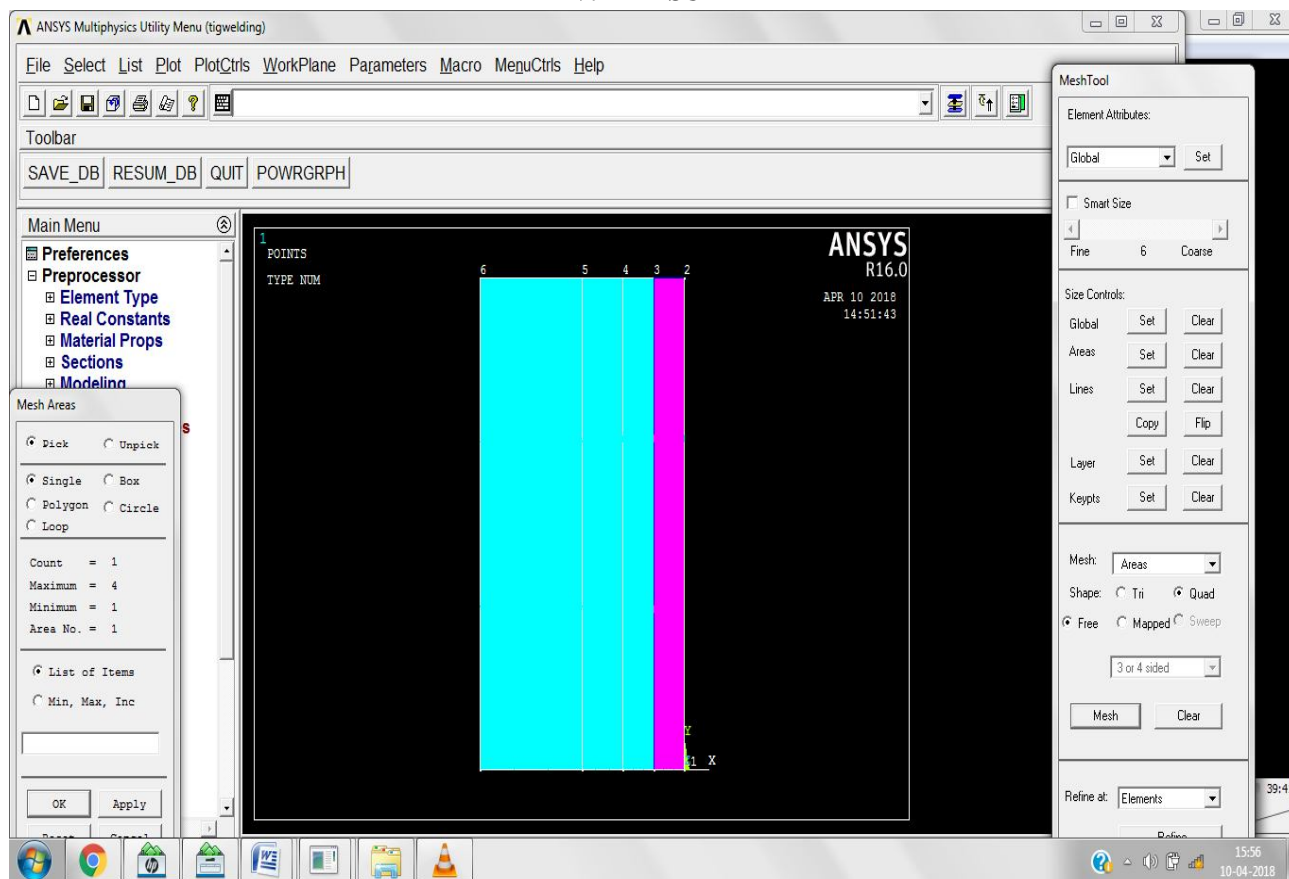 ANSYS Multiphysics Utility Menu (tigwelding)
File Select List Plot PlotCtrls WorkPlane Parameters Macro MenuCtrls Help
Toolbar
SAVE_DB RESUM_DB QUIT POWRGRPH
Main Menu
Preferences
Preprocessor
Element Type
Real Constants
Material Props
Sections
Modeling
s
Mesh Areas
Pick Unpick
Single Box
Polygon Circle
Loop
Count = 1
Maximum = 4
Minimum = 1
Area No. = 1
List of Items
Min, Max, Inc
OK Apply
Reset Cancel
1
POINTS
TYPE NUM
ANSYS
R16.0
APR 10 2018
14:51:43
6 5 4 3 2
Y
1 X
MeshTool
Element Attributes:
Global Set
Smart Size
Fine 6 Coarse
Size Controls:
Global Set Clear
Areas Set Clear
Lines Set Clear
Copy Flip
Layer Set Clear
Keypts Set Clear
Mesh: Areas
Shape: Tri Quad
Free Mapped Sweep
3 or 4 sided
Mesh Clear
Refine at: Elements
Refine
39:4
15:56
10-04-2018